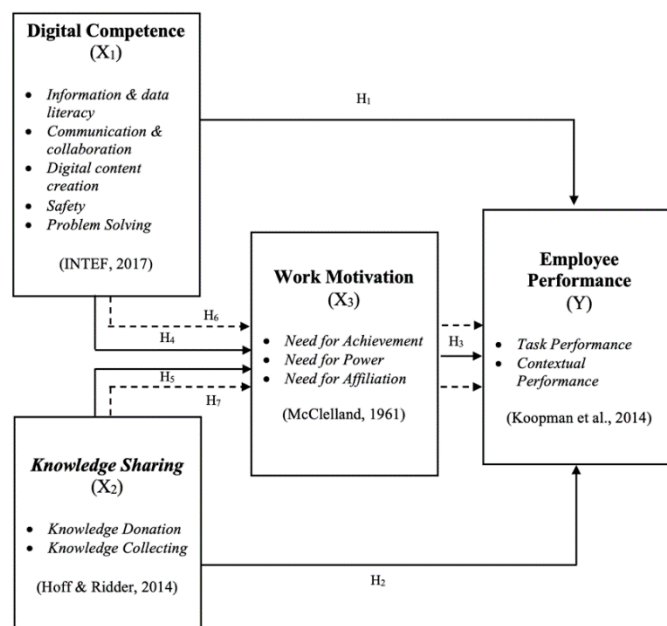 Digital Competence
(X₁)
• Information & data
literacy
• Communication &
collaboration
• Digital content
creation
• Safety
• Problem Solving
(INTEF, 2017)
H₁
Work Motivation
(X₃)
• Need for Achievement
• Need for Power
• Need for Affiliation
(McClelland, 1961)
Employee
Performance
(Y)
• Task Performance
• Contextual
Performance
(Koopman et al., 2014)
H₆
H₄
H₃
H₅
H₇
Knowledge Sharing
(X₂)
• Knowledge Donation
• Knowledge Collecting
(Hoff & Ridder, 2014)
H₂